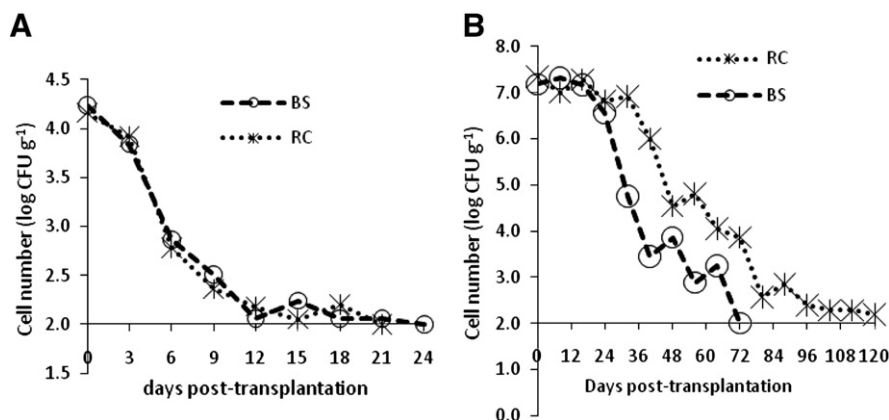 A
4.5
4.0
3.5
3.0
2.5
2.0
1.5
Cell number (log CFU g-1)
BS
RC
0 3 6 9 12 15 18 21 24
days post-transplantation
B
8.0
7.0
6.0
5.0
4.0
3.0
2.0
1.0
0.0
Cell number (log CFU g-1)
RC
BS
0 12 24 36 48 60 72 84 96 108 120
Days post-transplantation